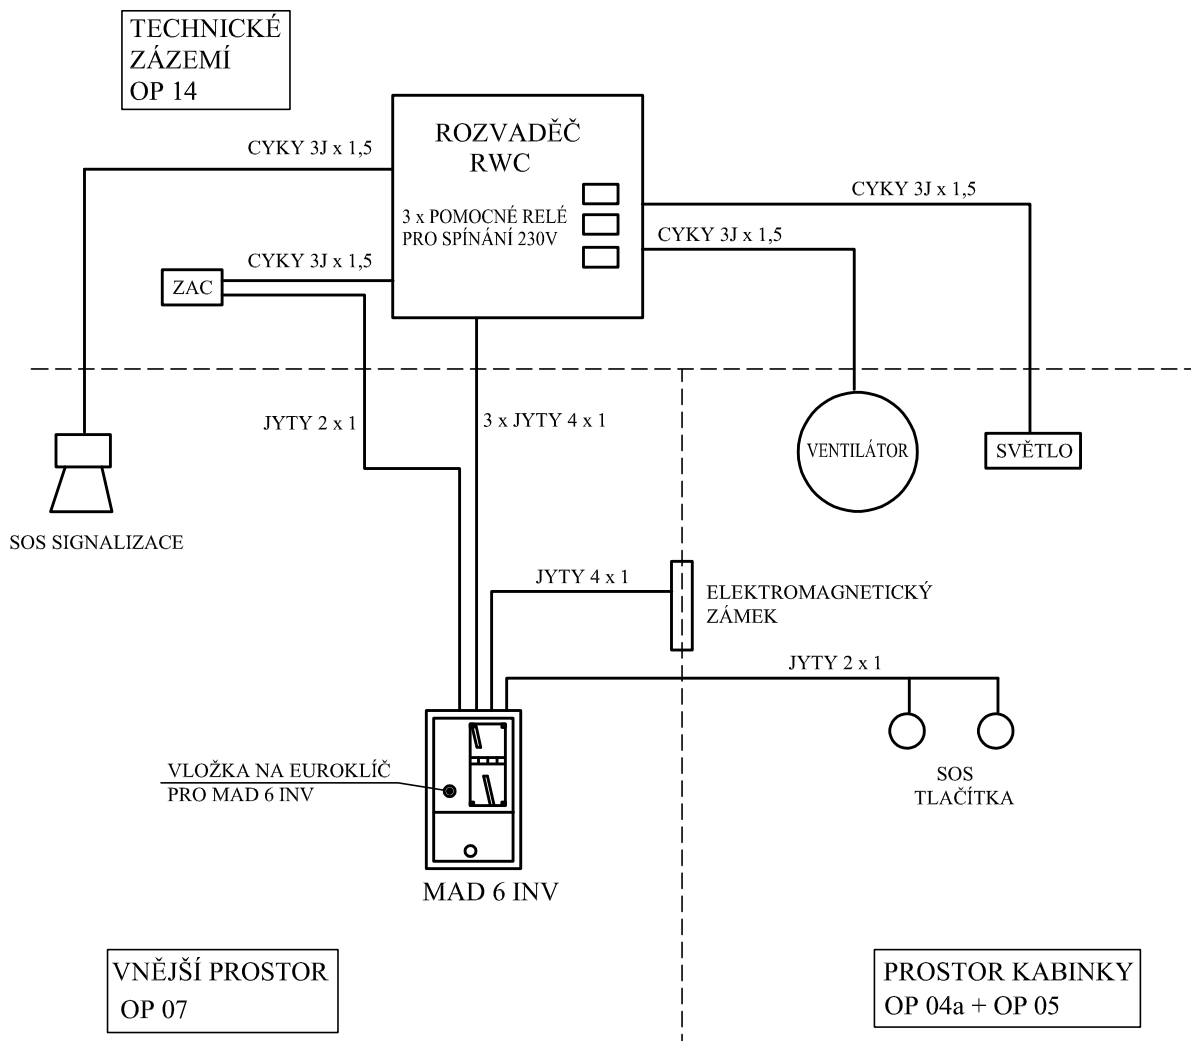 TECHNICKÉ
ZÁZEMÍ
OP 14
ROZVADĚČ
RWC
3 x POMOCNÉ RELÉ
PRO SPÍNÁNÍ 230V
CYKY 3J x 1,5
CYKY 3J x 1,5
CYKY 3J x 1,5
CYKY 3J x 1,5
ZAC
JYTY 2 x 1
3 x JYTY 4 x 1
VENTILÁTOR
SVĚTLO
SOS SIGNALIZACE
JYTY 4 x 1
ELEKTROMAGNETICKÝ
ZÁMEK
JYTY 2 x 1
VLOŽKA NA EUROKLÍČ
PRO MAD 6 INV
SOS
TLAČÍTKA
MAD 6 INV
VNĚJŠÍ PROSTOR
OP 07
PROSTOR KABINKY
OP 04a + OP 05